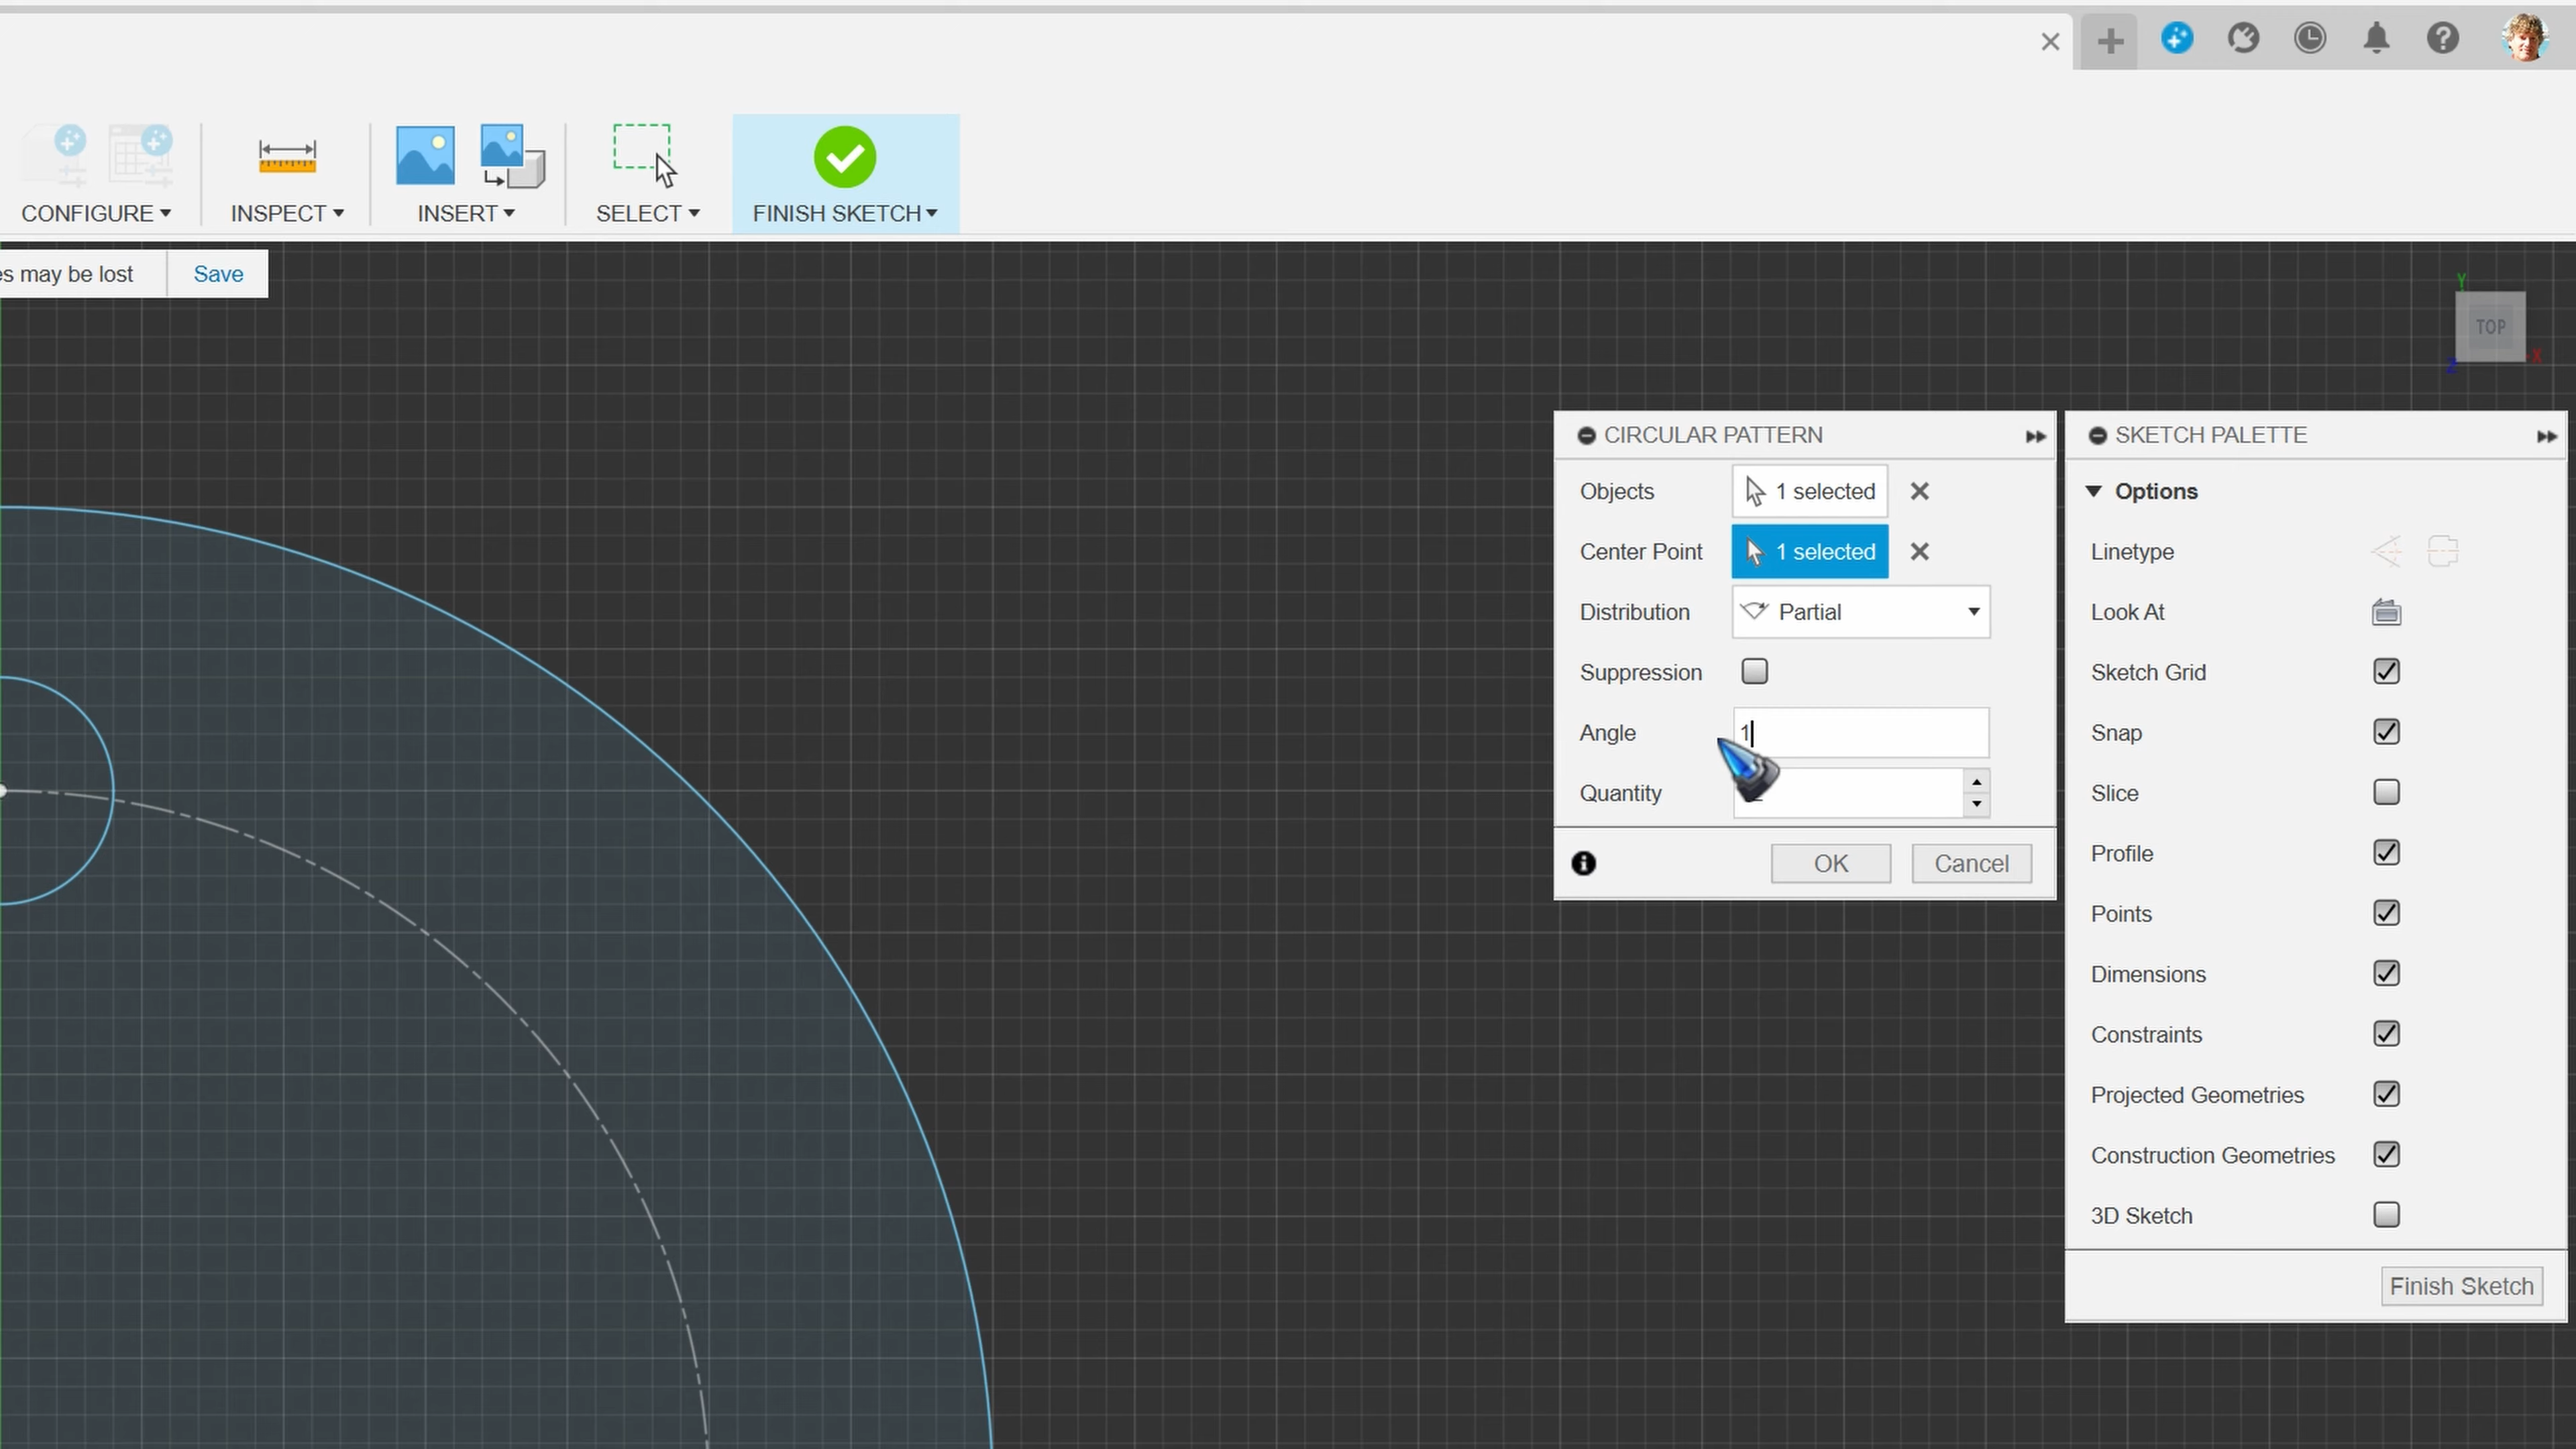 CONFIGURE
INSPECT
INSERT
SELECT
FINISH SKETCH
es may be lost
Save
Y
TOP
X
Z
CIRCULAR PATTERN
Objects
1 selected
Center Point
1 selected
Distribution
Partial
Suppression
Angle
1
Quantity
OK
Cancel
SKETCH PALETTE
Options
Linetype
Look At
Sketch Grid
Snap
Slice
Profile
Points
Dimensions
Constraints
Projected Geometries
Construction Geometries
3D Sketch
Finish Sketch